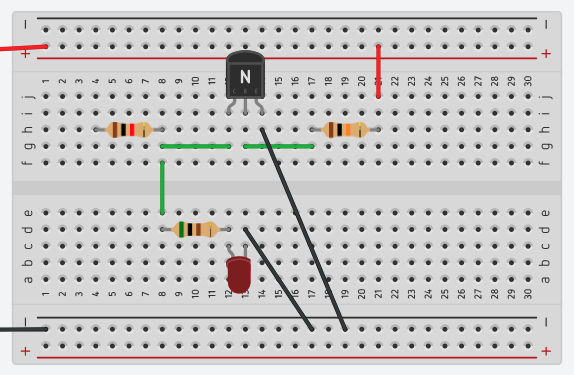 − −
+ +
1 2 3 4 5 6 7 8 9 10 11 12 N 14 15 16 17 18 19 20 21 22 23 24 25 26 27 28 29 30
j j
i i
h h
g g
f f
e e
d d
c c
b b
a a
1 2 3 4 5 6 7 8 9 10 11 12 13 14 15 16 17 18 19 20 21 22 23 24 25 26 27 28 29 30
− −
+ +